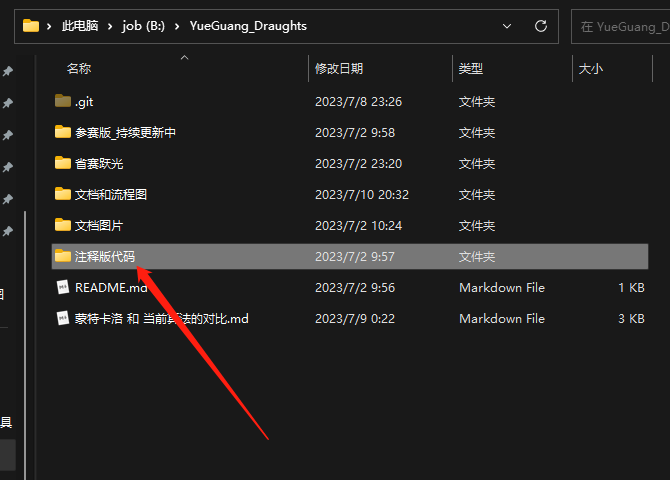 此电脑 > job (B:) > YueGuang_Draughts
在 YueGuang_D
名称 修改日期 类型 大小
.git 2023/7/8 23:26 文件夹
参赛版_持续更新中 2023/7/2 9:58 文件夹
省赛跃光 2023/7/2 23:20 文件夹
文档和流程图 2023/7/10 20:32 文件夹
文档图片 2023/7/2 10:24 文件夹
注释版代码 2023/7/2 9:57 文件夹
README.md 2023/7/2 9:56 Markdown File 1 KB
蒙特卡洛 和 当前算法的对比.md 2023/7/9 0:22 Markdown File 3 KB
具